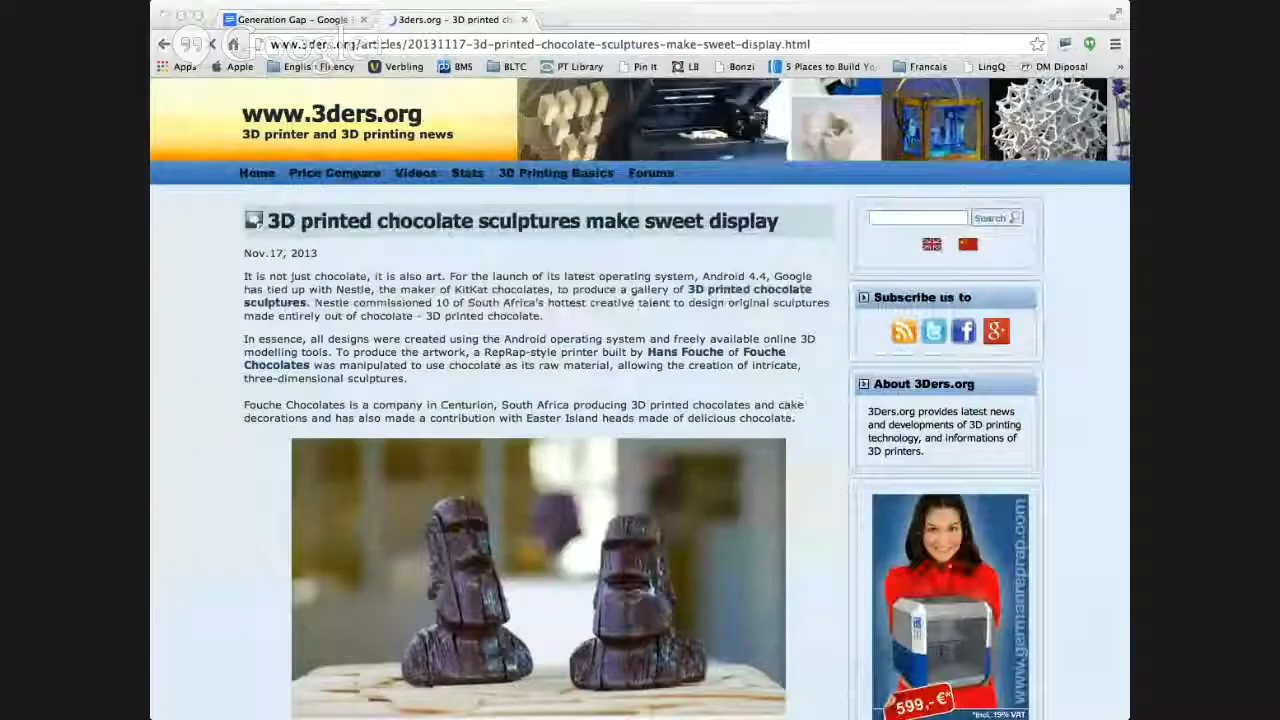 Generation Gap - Google
3ders.org - 3D printed ch
Google+
www.3ders.org/articles/20131117-3d-printed-chocolate-sculptures-make-sweet-display.html
Apps Apple English Fluency Verbling BMS BLTC PT Library Pin It LB Bonzi 5 Places to Build Yo Francais LingQ DM Diposal »
www.3ders.org
3D printer and 3D printing news
Home Price Compare Videos Stats 3D Printing Basics Forums
3D printed chocolate sculptures make sweet display
Nov.17, 2013
It is not just chocolate, it is also art. For the launch of its latest operating system, Android 4.4, Google
has tied up with Nestle, the maker of KitKat chocolates, to produce a gallery of 3D printed chocolate
sculptures. Nestle commissioned 10 of South Africa's hottest creative talent to design original sculptures
made entirely out of chocolate - 3D printed chocolate.
In essence, all designs were created using the Android operating system and freely available online 3D
modelling tools. To produce the artwork, a RepRap-style printer built by Hans Fouche of Fouche
Chocolates was manipulated to use chocolate as its raw material, allowing the creation of intricate,
three-dimensional sculptures.
Fouche Chocolates is a company in Centurion, South Africa producing 3D printed chocolates and cake
decorations and has also made a contribution with Easter Island heads made of delicious chocolate.
Search
Subscribe us to
About 3Ders.org
3Ders.org provides latest news
and developments of 3D printing
technology, and informations of
3D printers.
www.germanreprap.com
599,-€*
*Incl. 19% VAT